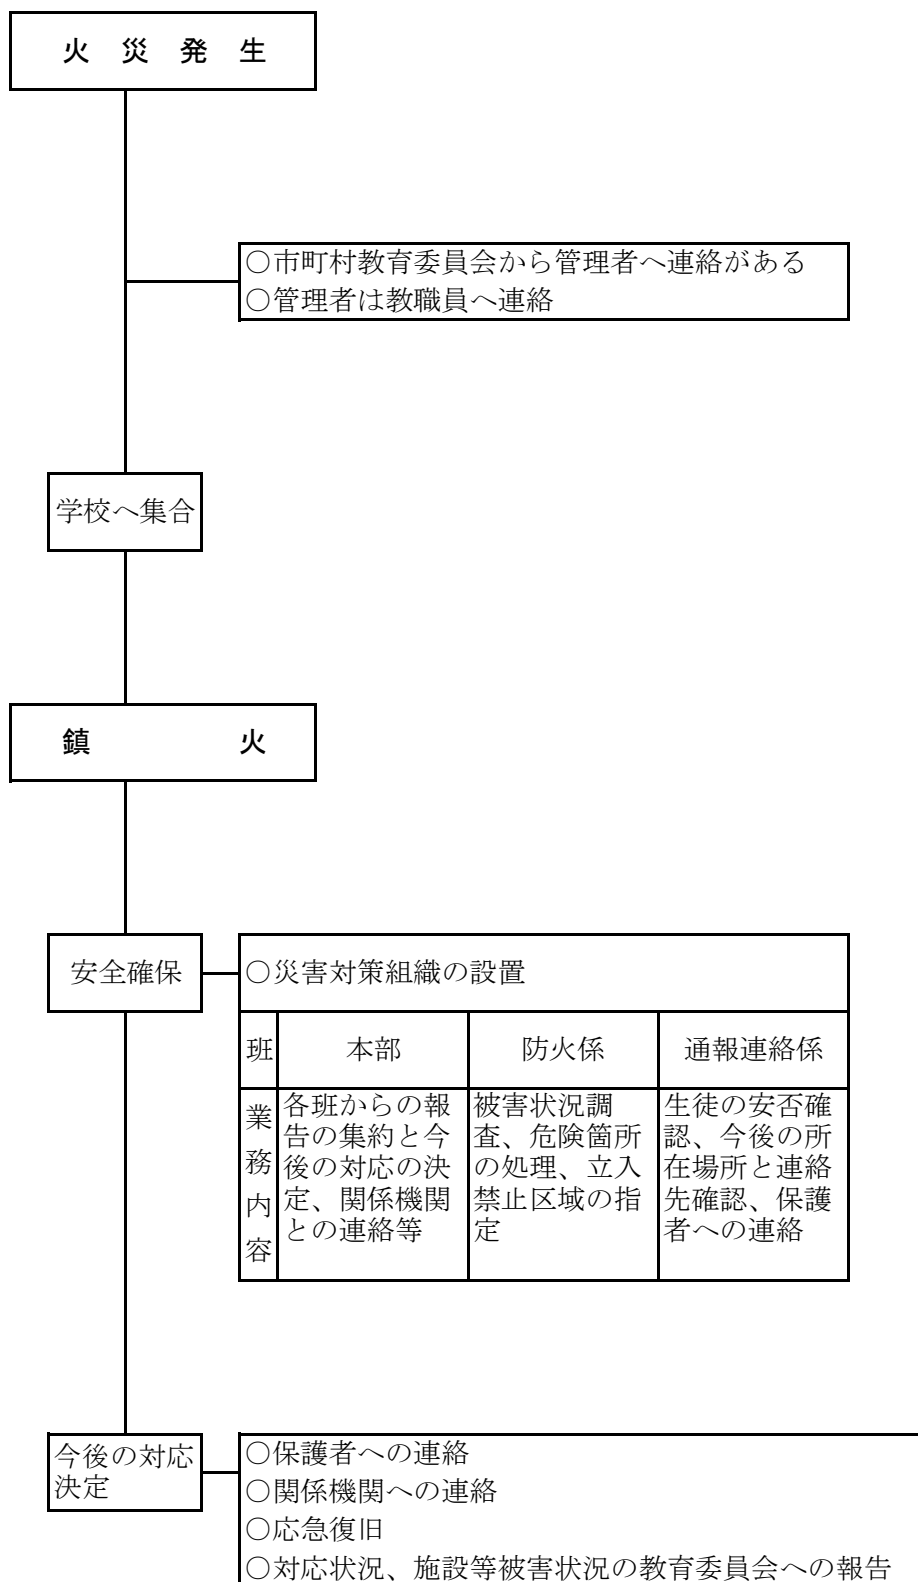 火　災　発　生
○市町村教育委員会から管理者へ連絡がある
○管理者は教職員へ連絡
学校へ集合
鎮　　　　　火
安全確保
○災害対策組織の設置
班
本部
防火係
通報連絡係
業
務
内
容
各班からの報
告の集約と今
後の対応の決
定、関係機関
との連絡等
被害状況調
査、危険箇所
の処理、立入
禁止区域の指
定
生徒の安否確
認、今後の所
在場所と連絡
先確認、保護
者への連絡
今後の対応
決定
○保護者への連絡
○関係機関への連絡
○応急復旧
○対応状況、施設等被害状況の教育委員会への報告